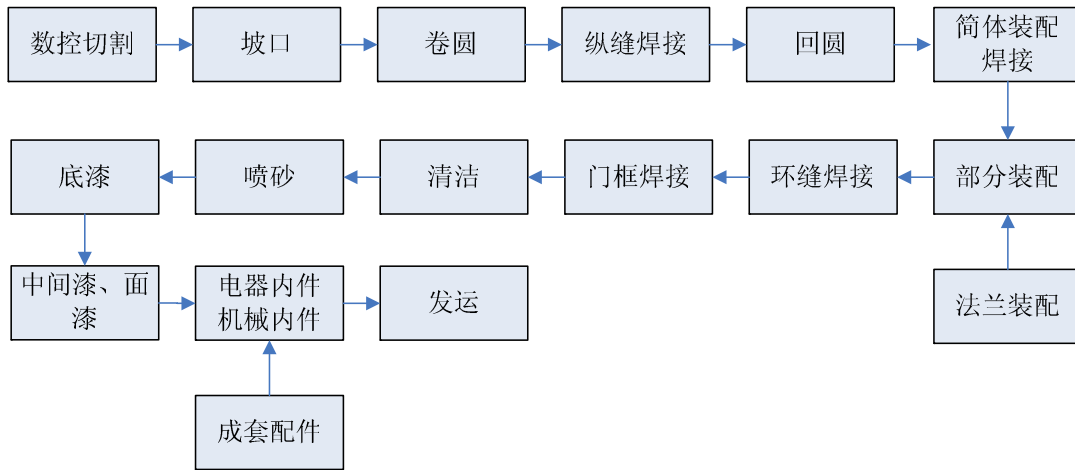 数控切割
坡口
卷圆
纵缝焊接
回圆
简体装配
焊接
底漆
喷砂
清洁
门框焊接
环缝焊接
部分装配
中间漆、面
漆
电器内件
机械内件
发运
法兰装配
成套配件